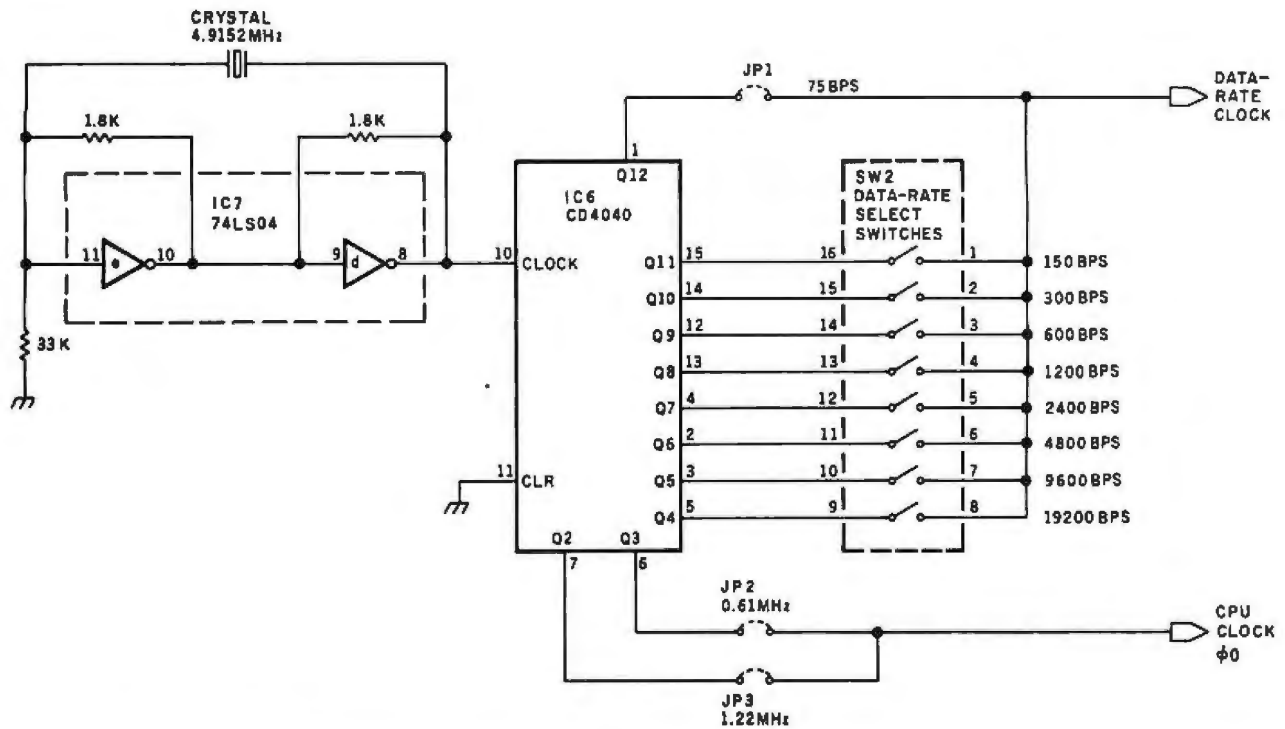 CRYSTAL
4.9152MHz
1.8K
1.8K
IC7
74LS04
11
e
10
9
d
8
33K
JP1
75BPS
DATA-
RATE
CLOCK
1
Q12
IC6
CD4040
10
CLOCK
11
CLR
SW2
DATA-RATE
SELECT
SWITCHES
Q11 15 16 1 150BPS
Q10 14 15 2 300BPS
Q9 12 14 3 600BPS
Q8 13 13 4 1200BPS
Q7 4 12 5 2400BPS
Q6 2 11 6 4800BPS
Q5 3 10 7 9600BPS
Q4 5 9 8 19200BPS
Q2 Q3
7 6
JP2
0.61MHz
JP3
1.22MHz
CPU
CLOCK
ϕ0